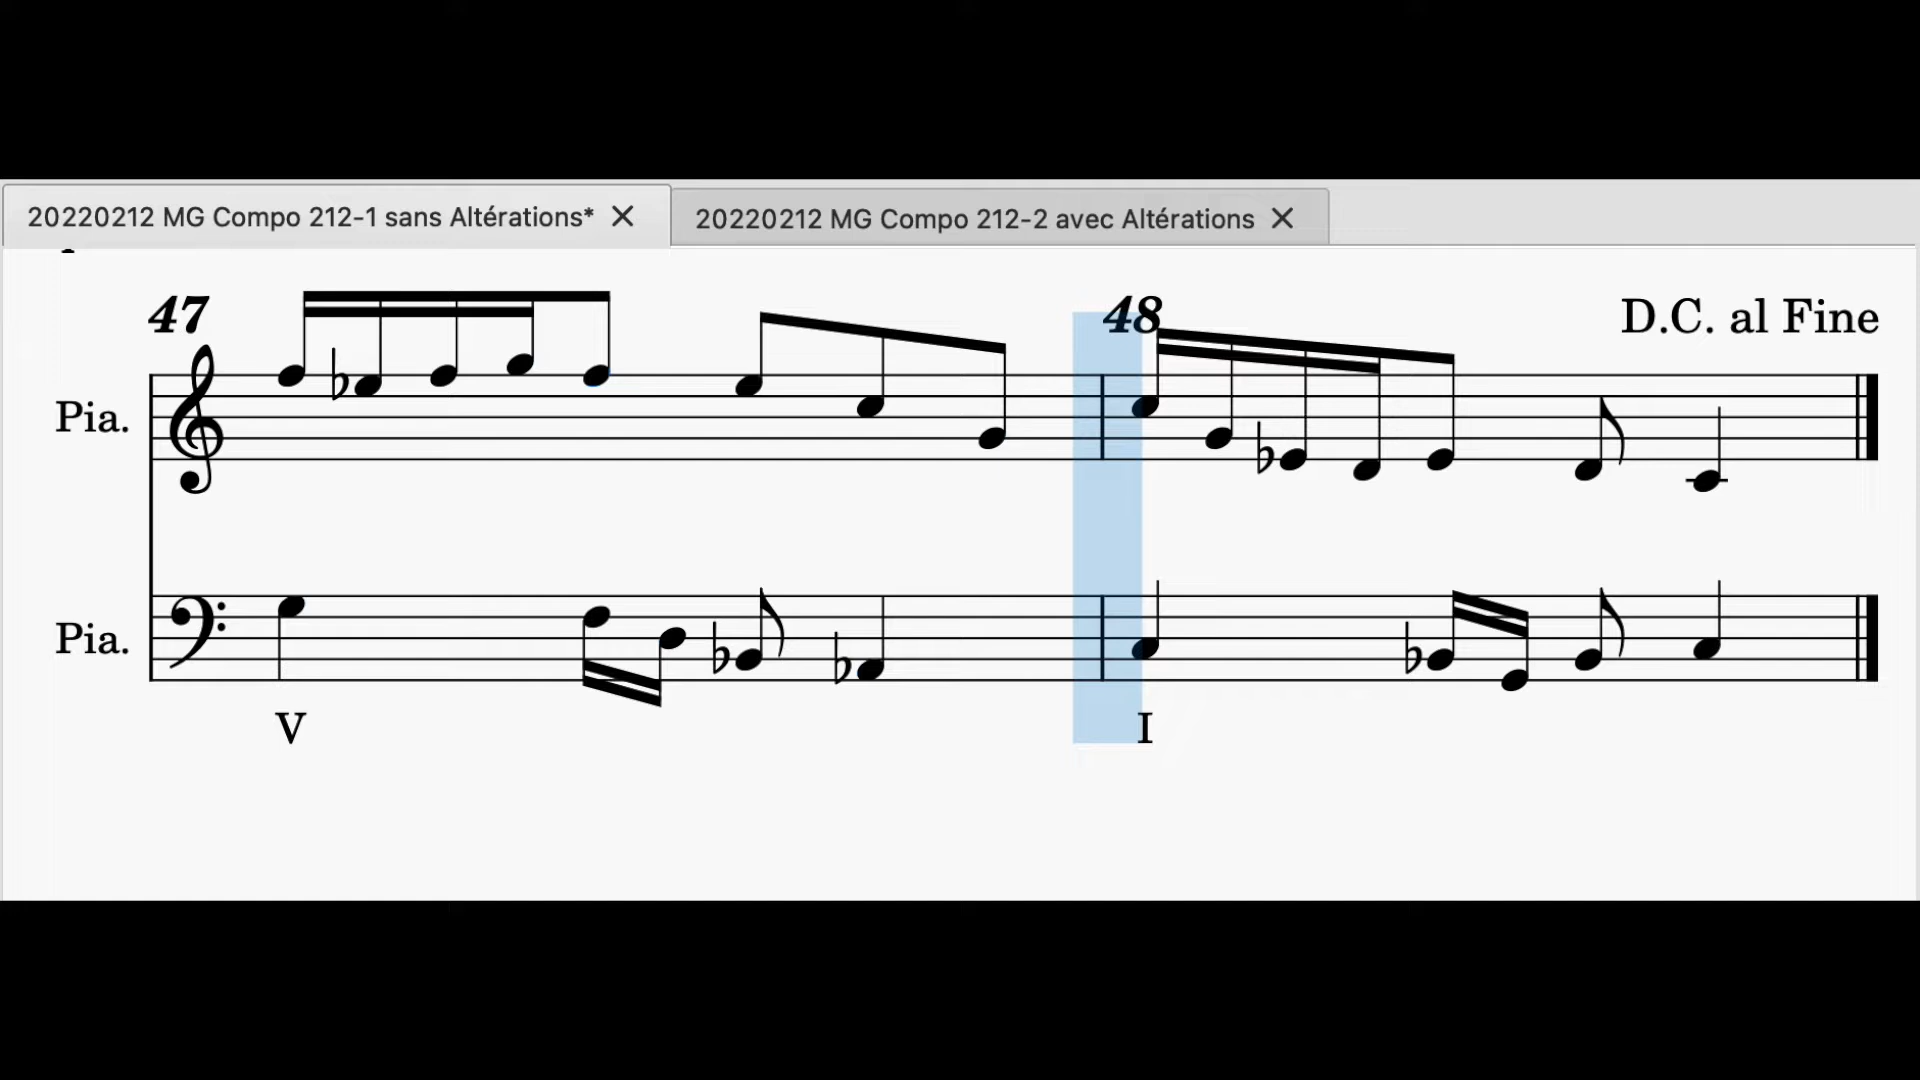 20220212 MG Compo 212-1 sans Altérations* 20220212 MG Compo 212-2 avec Altérations
47 48 D.C. al Fine
Pia.
Pia.
V I